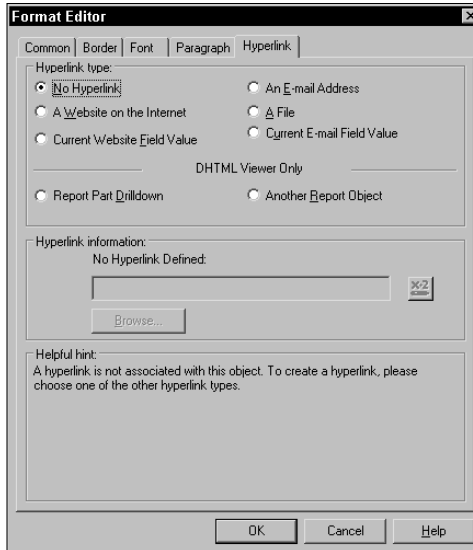 Format Editor
Common Border Font Paragraph Hyperlink
Hyperlink type:
No Hyperlink
An E-mail Address
A Website on the Internet
A File
Current Website Field Value
Current E-mail Field Value
DHTML Viewer Only
Report Part Drilldown
Another Report Object
Hyperlink information:
No Hyperlink Defined:
x·2
Browse...
Helpful hint:
A hyperlink is not associated with this object. To create a hyperlink, please
choose one of the other hyperlink types.
OK Cancel Help